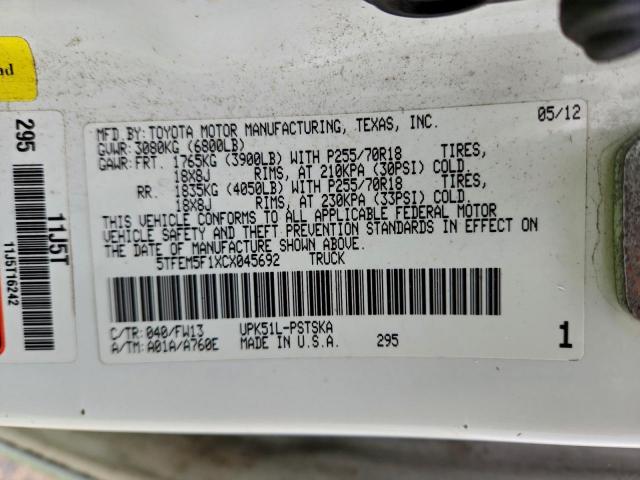 nd
295
11J5T
11J5T16242
MFD.BY:TOYOTA MOTOR MANUFACTURING, TEXAS, INC. 05/12
GVWR:3080KG (6800LB)
GAWR:FRT. 1765KG (3900LB) WITH P255/70R18 TIRES,
18X8J RIMS, AT 210KPA (30PSI) COLD.
RR. 1835KG (4050LB) WITH P255/70R18 TIRES,
18X8J RIMS, AT 230KPA (33PSI) COLD.
THIS VEHICLE CONFORMS TO ALL APPLICABLE FEDERAL MOTOR
VEHICLE SAFETY AND THEFT PREVENTION STANDARDS IN EFFECT ON
THE DATE OF MANUFACTURE SHOWN ABOVE.
5TFEM5F1XCX045692 TRUCK
C/TR:040/FW13 UPK51L-PSTSKA
A/TM:A01A/A760E MADE IN U.S.A. 295 1